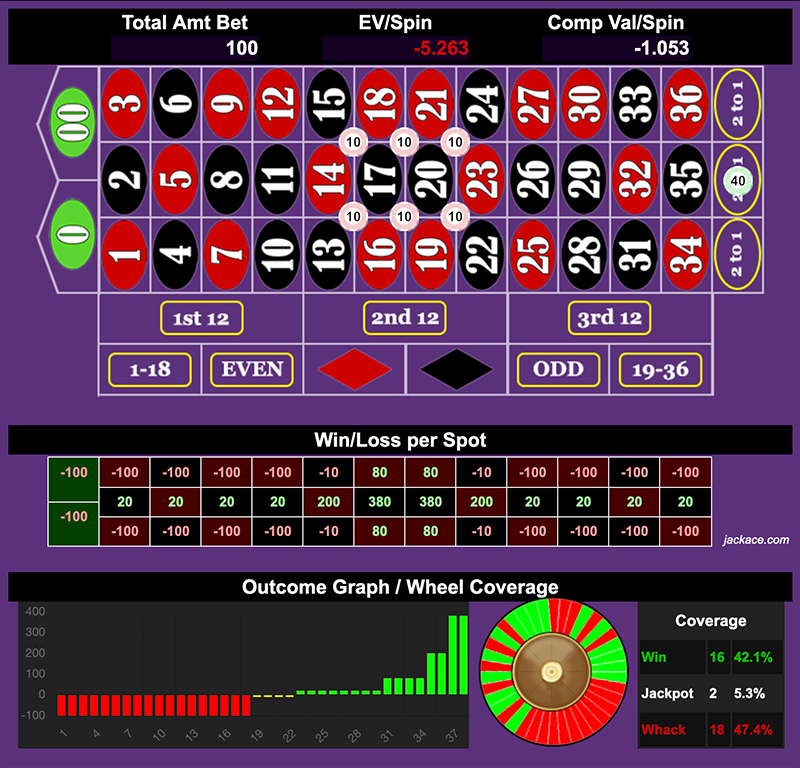 Total Amt Bet EV/Spin Comp Val/Spin
100 -5.263 -1.053
00 3 6 9 12 15 18 21 24 27 30 33 36 2 to 1
10 10 10
0 2 5 8 11 14 17 20 23 26 29 32 35 40
10 10 10
1 4 7 10 13 16 19 22 25 28 31 34 2 to 1
1st 12 2nd 12 3rd 12
1-18 EVEN ODD 19-36
Win/Loss per Spot
-100 -100 -100 -100 -100 -10 80 80 -10 -100 -100 -100 -100
20 20 20 20 200 380 380 200 20 20 20 20
-100 -100 -100 -100 -100 -10 80 80 -10 -100 -100 -100 -100
jackace.com
Outcome Graph / Wheel Coverage
400
300
200
100
0
-100
1 4 7 10 13 16 19 22 25 28 31 34 37
Coverage
Win 16 42.1%
Jackpot 2 5.3%
Whack 18 47.4%